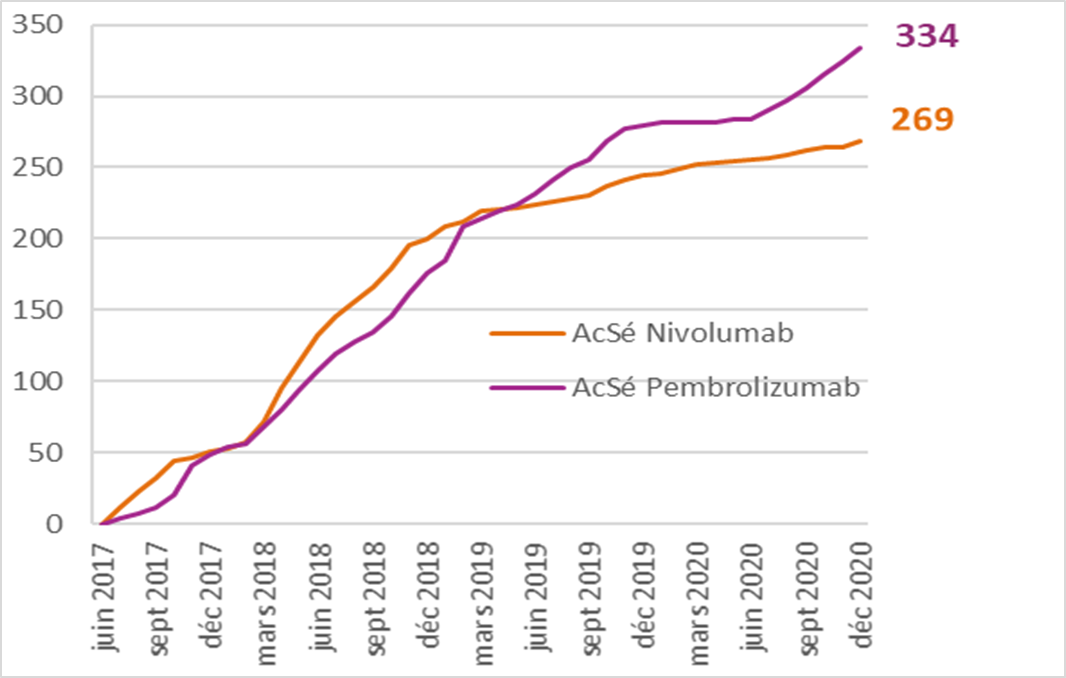 350
334
300
269
250
200
150
AcSé Nivolumab
100
AcSé Pembrolizumab
50
0
juin 2017
sept 2017
déc 2017
mars 2018
juin 2018
sept 2018
déc 2018
mars 2019
juin 2019
sept 2019
déc 2019
mars 2020
juin 2020
sept 2020
déc 2020